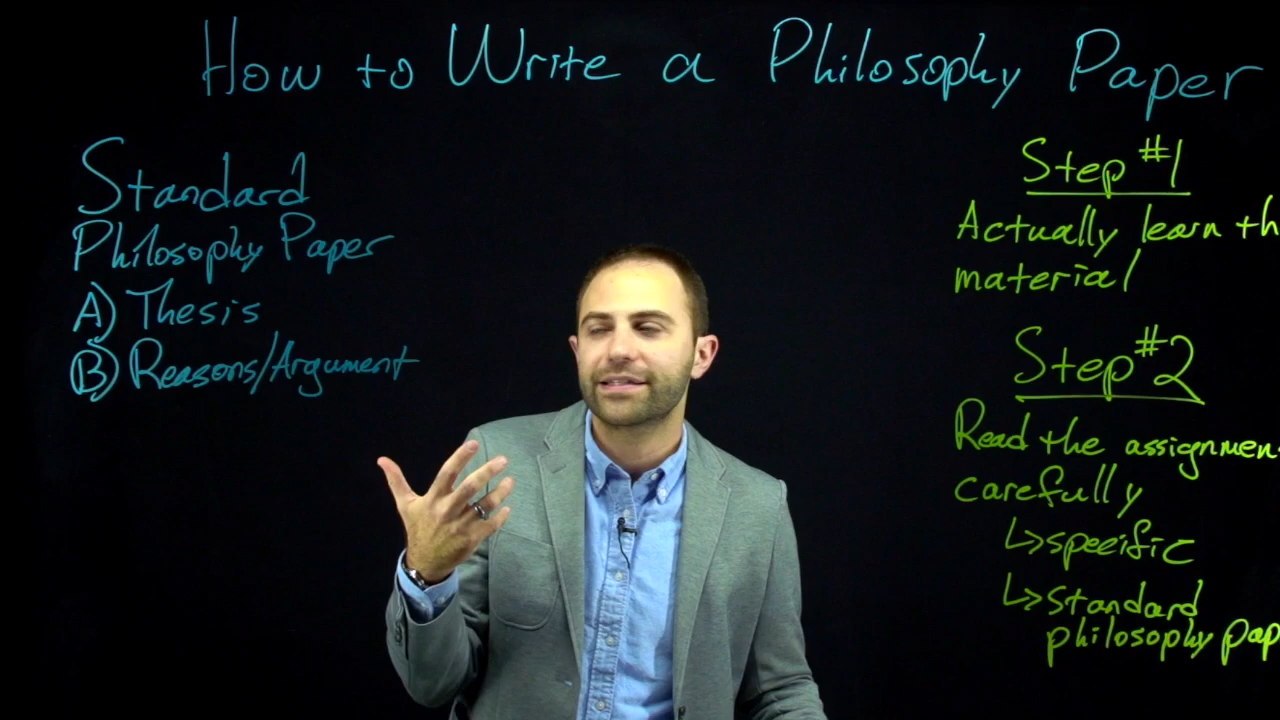 How to Write a Philosophy Paper
Standard
Philosophy Paper
A) Thesis
B) Reasons/Argument
Step #1
Actually learn th
material
Step #2
Read the assignmen
carefully
↳ specific
↳ Standard
philosophy pap